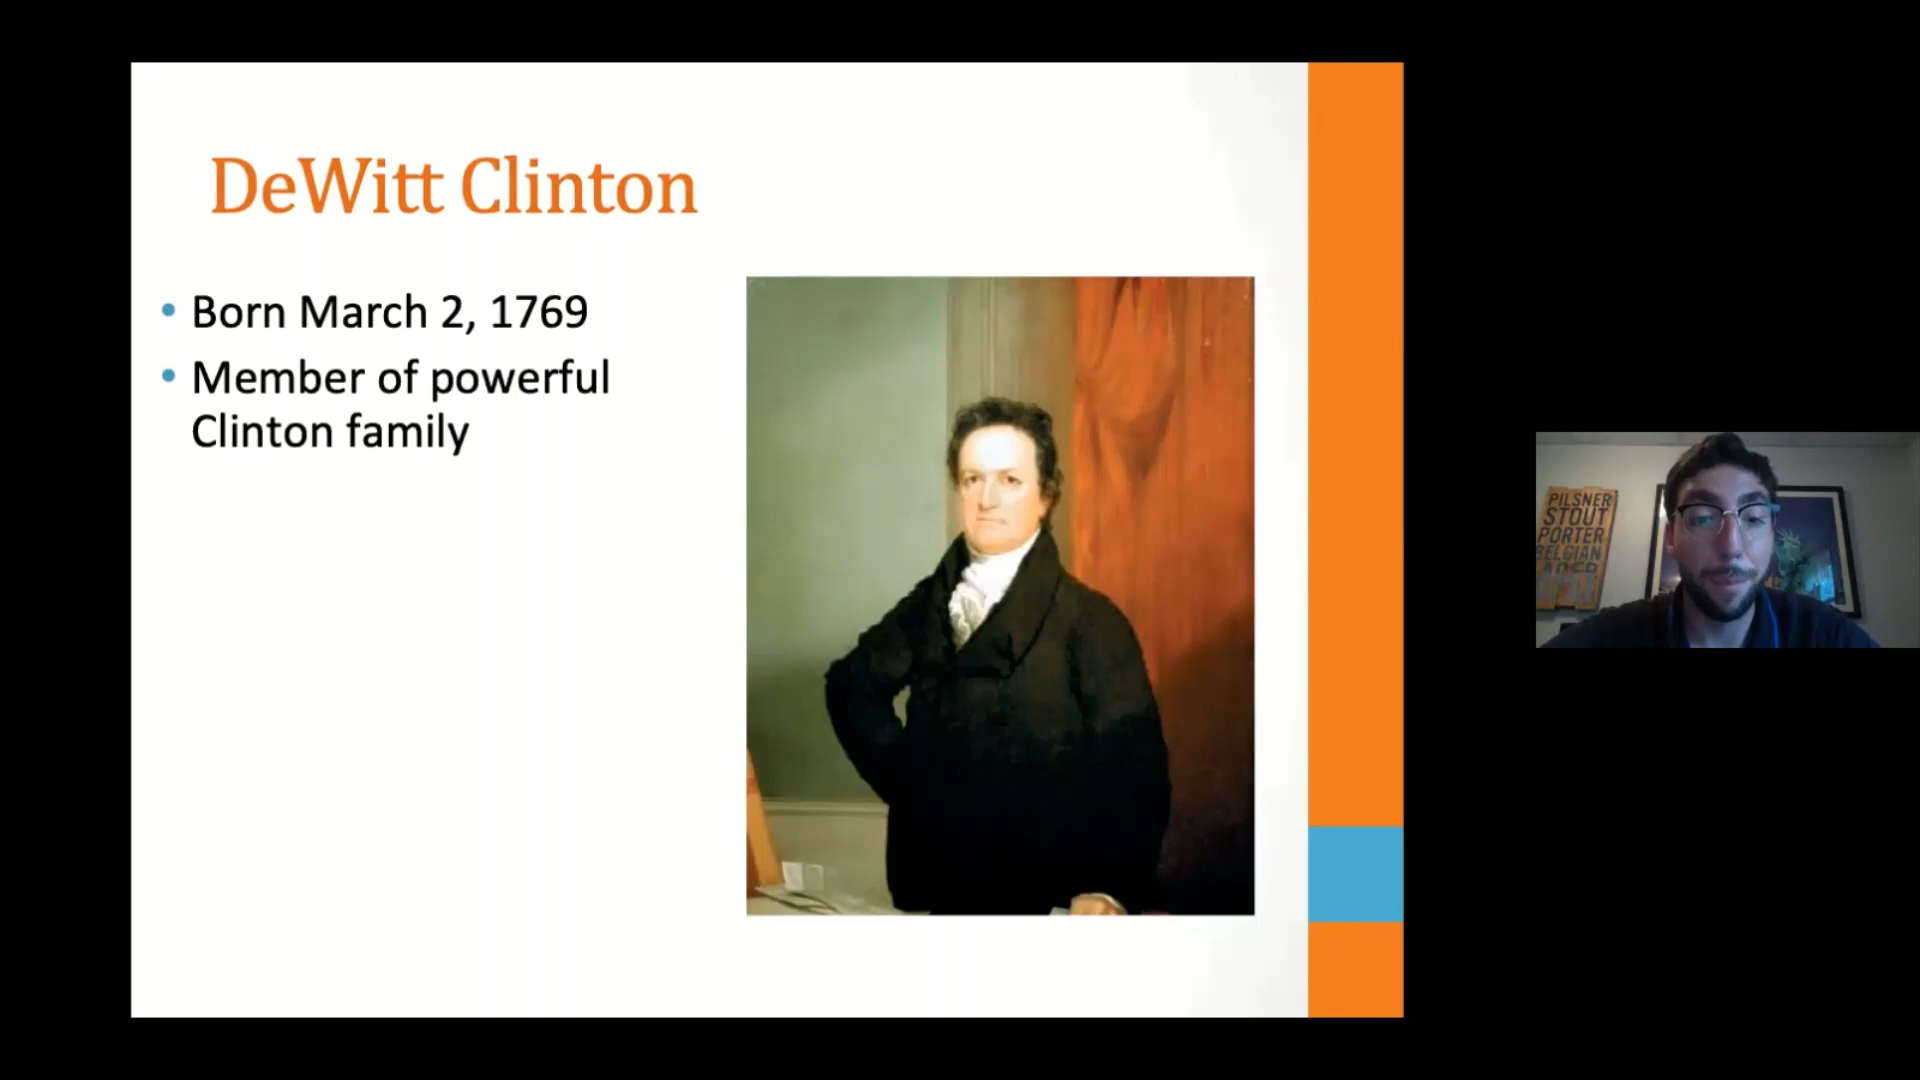 DeWitt Clinton
• Born March 2, 1769
• Member of powerful
Clinton family
PILSNER
STOUT
PORTER
BELGIAN